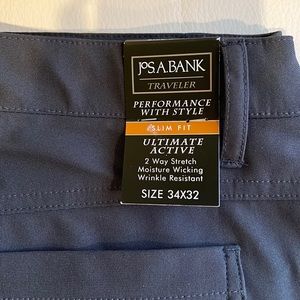 JoS.A.BANK
TRAVELER
PERFORMANCE
WITH STYLE
SLIM FIT
ULTIMATE
ACTIVE
2 Way Stretch
Moisture Wicking
Wrinkle Resistant
SIZE 34X32